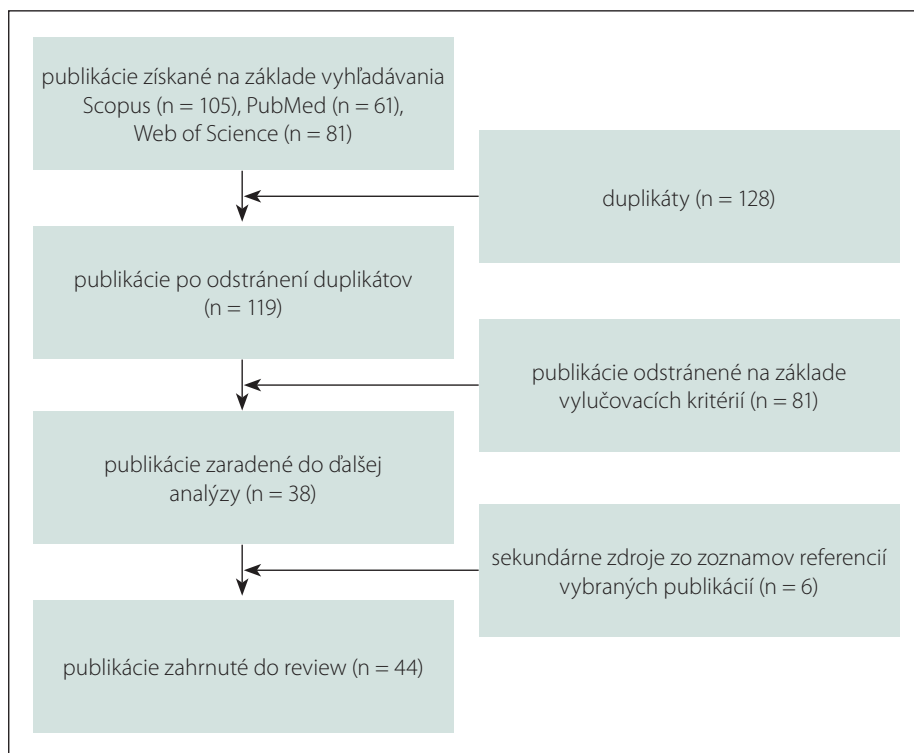 publikácie získané na základe vyhľadávania
Scopus (n = 105), PubMed (n = 61),
Web of Science (n = 81)
duplikáty (n = 128)
publikácie po odstránení duplikátov
(n = 119)
publikácie odstránené na základe
vylučovacích kritérií (n = 81)
publikácie zaradené do ďalšej
analýzy (n = 38)
sekundárne zdroje zo zoznamov referencií
vybraných publikácií (n = 6)
publikácie zahrnuté do review (n = 44)